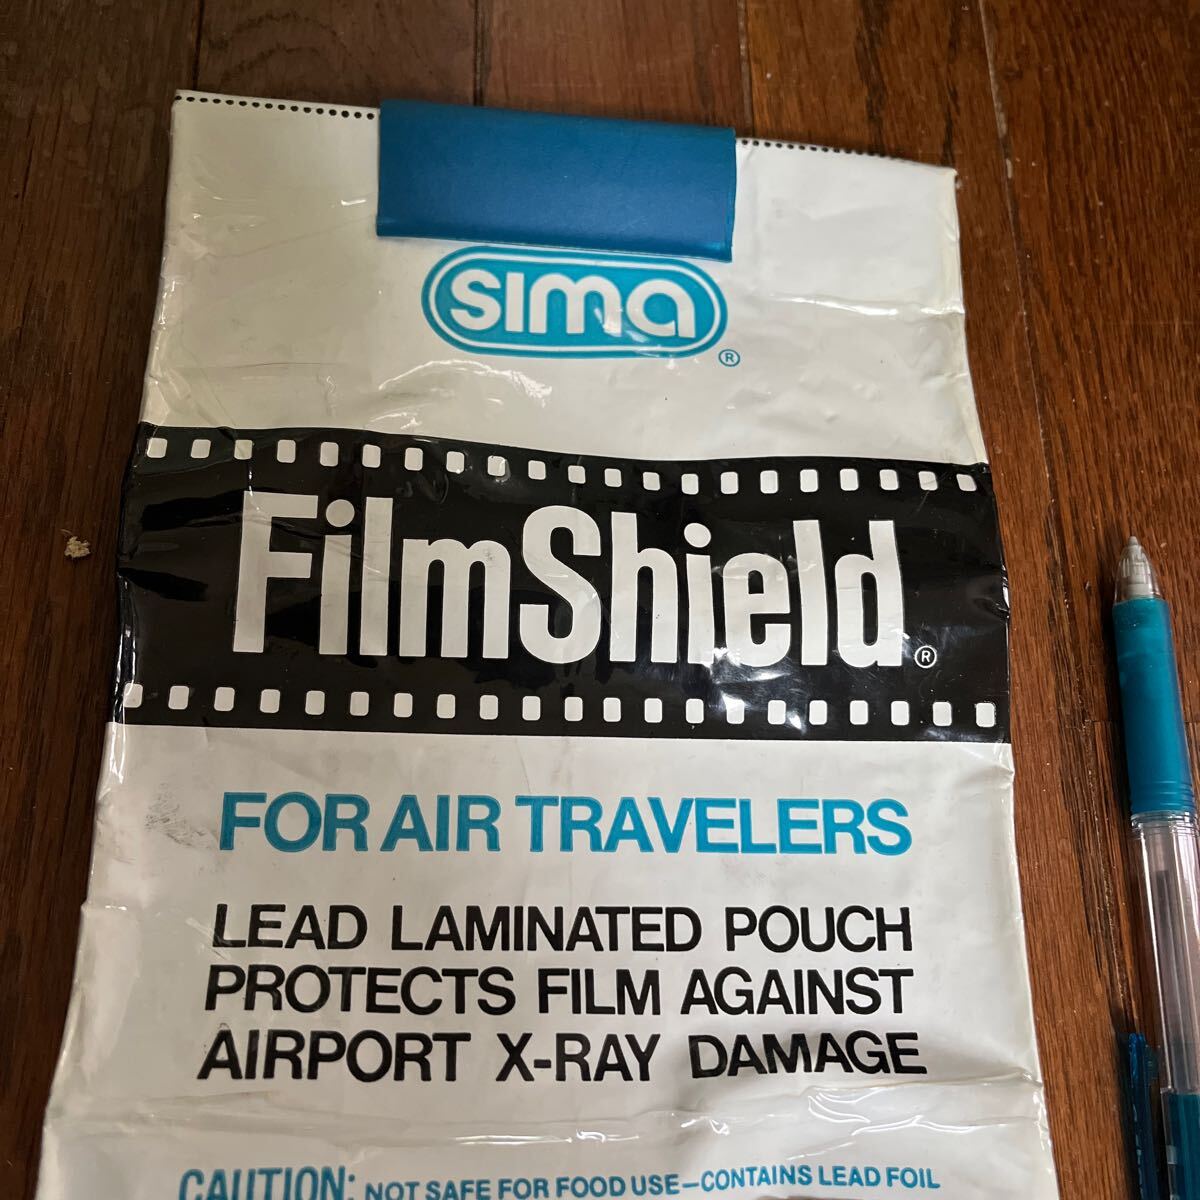 sima
®
FilmShield®
FOR AIR TRAVELERS
LEAD LAMINATED POUCH
PROTECTS FILM AGAINST
AIRPORT X-RAY DAMAGE
CAUTION: NOT SAFE FOR FOOD USE–CONTAINS LEAD FOIL